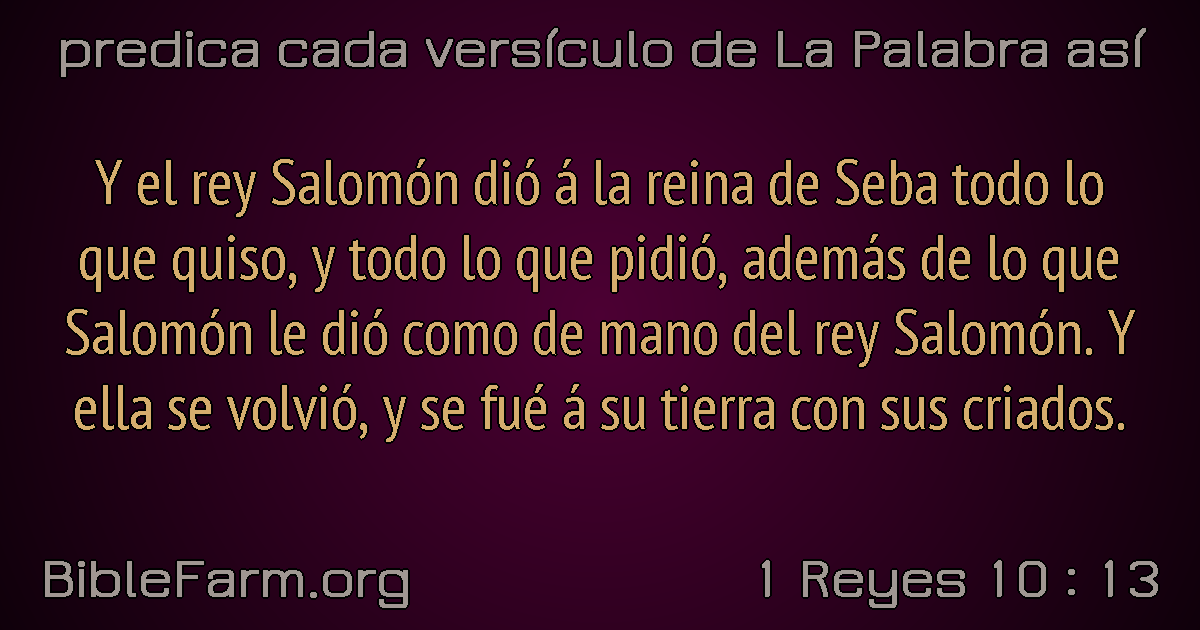 predica cada versículo de La Palabra así
Y el rey Salomón dió á la reina de Seba todo lo
que quiso, y todo lo que pidió, además de lo que
Salomón le dió como de mano del rey Salomón. Y
ella se volvió, y se fué á su tierra con sus criados.
BibleFarm.org
1 Reyes 10 : 13